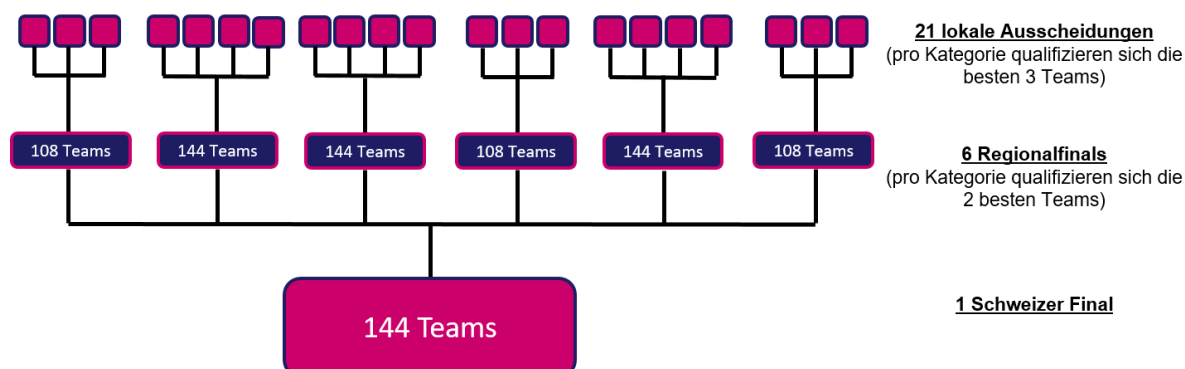 21 lokale Ausscheidungen
(pro Kategorie qualifizieren sich die
besten 3 Teams)
108 Teams
144 Teams
144 Teams
108 Teams
144 Teams
108 Teams
6 Regionalfinals
(pro Kategorie qualifizieren sich die
2 besten Teams)
144 Teams
1 Schweizer Final